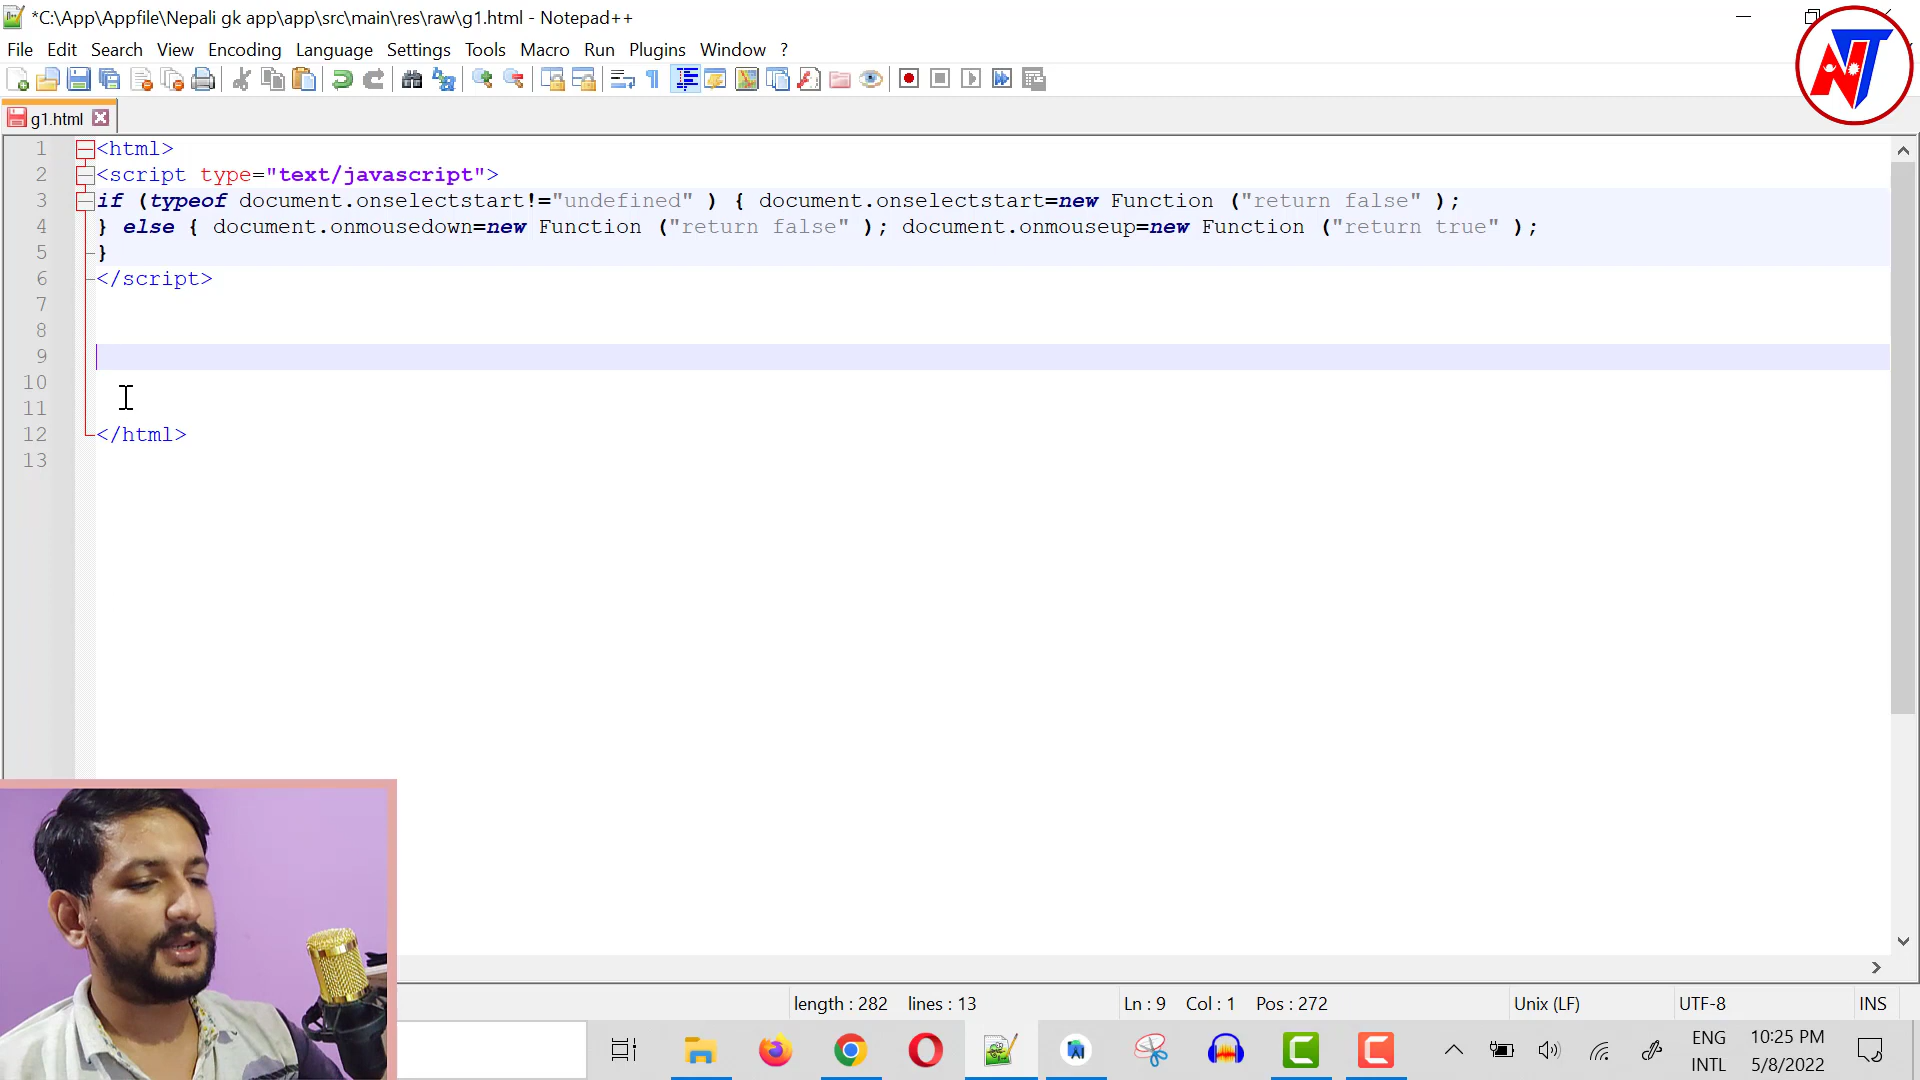 *C:\App\Appfile\Nepali gk app\app\src\main\res\raw\g1.html - Notepad++
File Edit Search View Encoding Language Settings Tools Macro Run Plugins Window ?
g1.html
1 <html>
2 <script type="text/javascript">
3 if (typeof document.onselectstart!="undefined" ) { document.onselectstart=new Function ("return false" );
4 } else { document.onmousedown=new Function ("return false" ); document.onmouseup=new Function ("return true" );
5 }
6 </script>
7
8
9
10
11
12 </html>
13
length : 282 lines : 13 Ln : 9 Col : 1 Pos : 272 Unix (LF) UTF-8 INS
ENG 10:25 PM
INTL 5/8/2022
NT